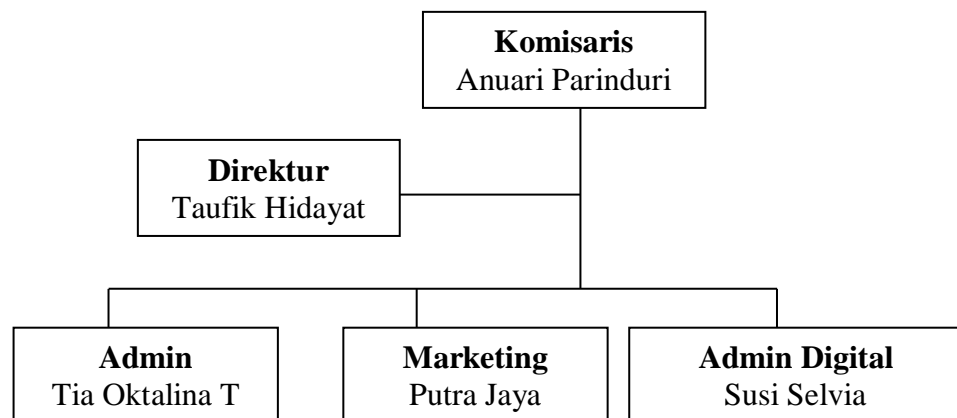 Komisaris
Anuari Parinduri
Direktur
Taufik Hidayat
Admin
Tia Oktalina T
Marketing
Putra Jaya
Admin Digital
Susi Selvia